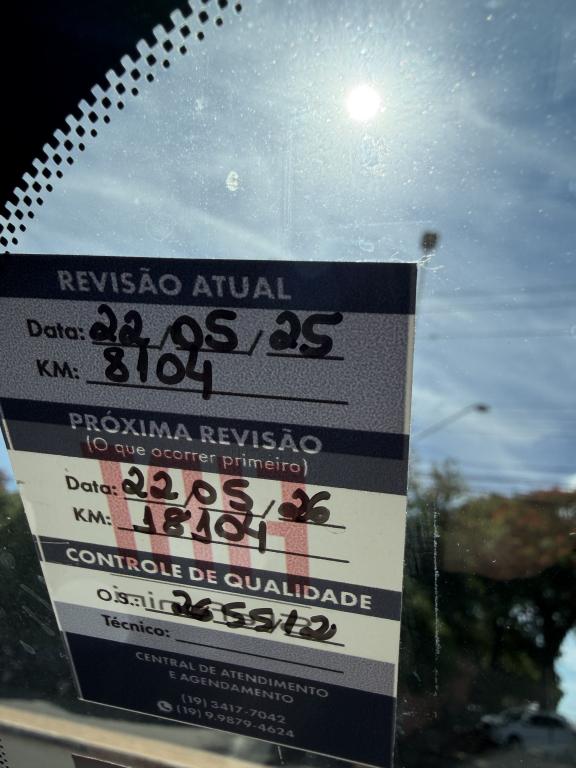 REVISÃO ATUAL
Data: 22/05/25
KM: 8104
PRÓXIMA REVISÃO
(O que ocorrer primeiro)
Data: 22/05/26
KM: 18104
CONTROLE DE QUALIDADE
O.S.: 265512
Técnico:
CENTRAL DE ATENDIMENTO
E AGENDAMENTO
(19) 3417-7042
(19) 9.9879-4624